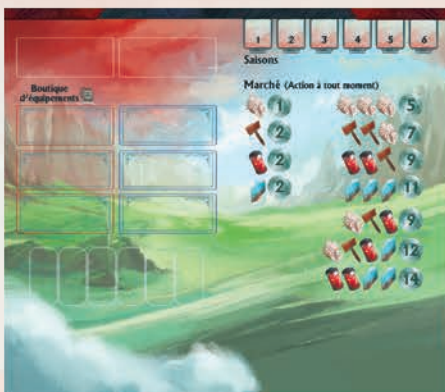 1 2 3 4 5 6
Saisons
Boutique
d'équipements
Marché (Action à tout moment)
1 5
2 7
2 9
2 11
9
12
14